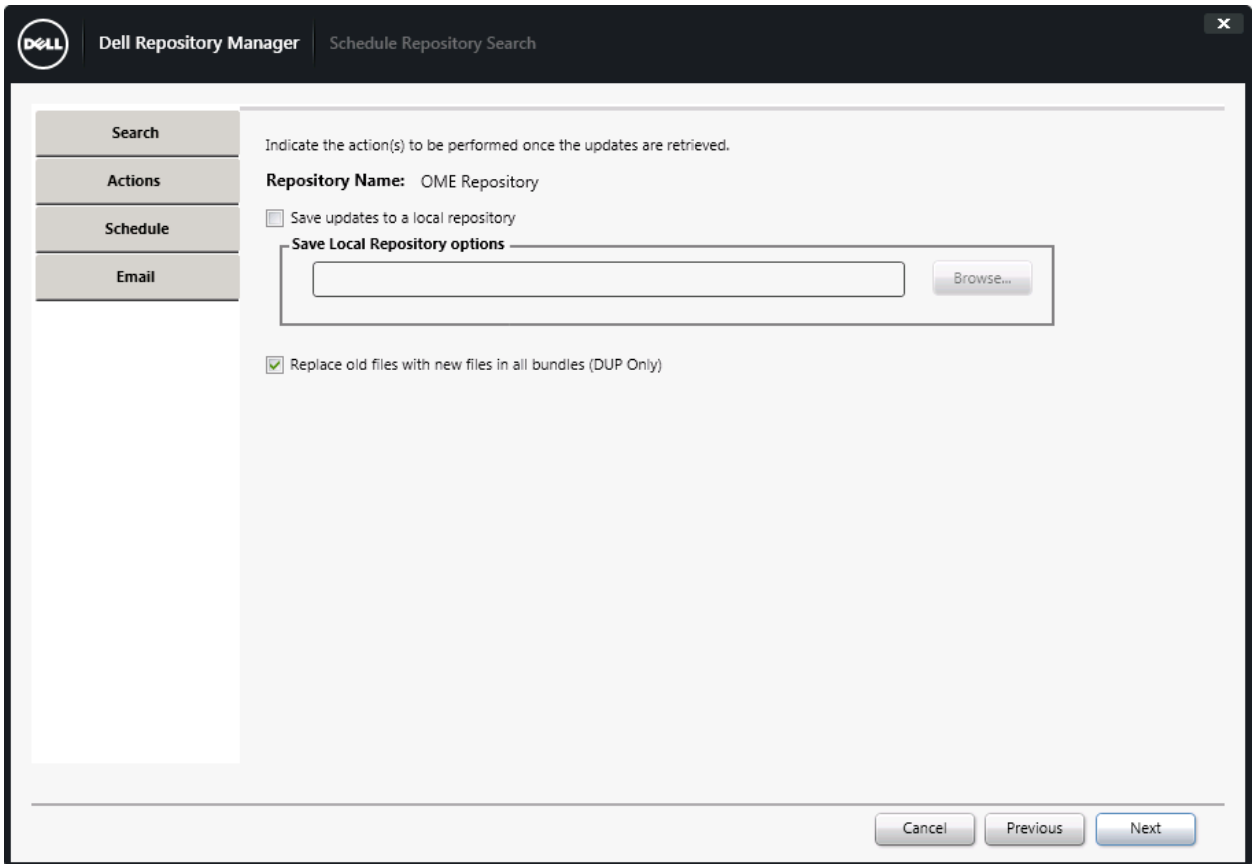 DELL
Dell Repository Manager Schedule Repository Search
x
Search
Actions
Schedule
Email
Indicate the action(s) to be performed once the updates are retrieved.
Repository Name: OME Repository
Save updates to a local repository
Save Local Repository options
Browse...
Replace old files with new files in all bundles (DUP Only)
Cancel Previous Next